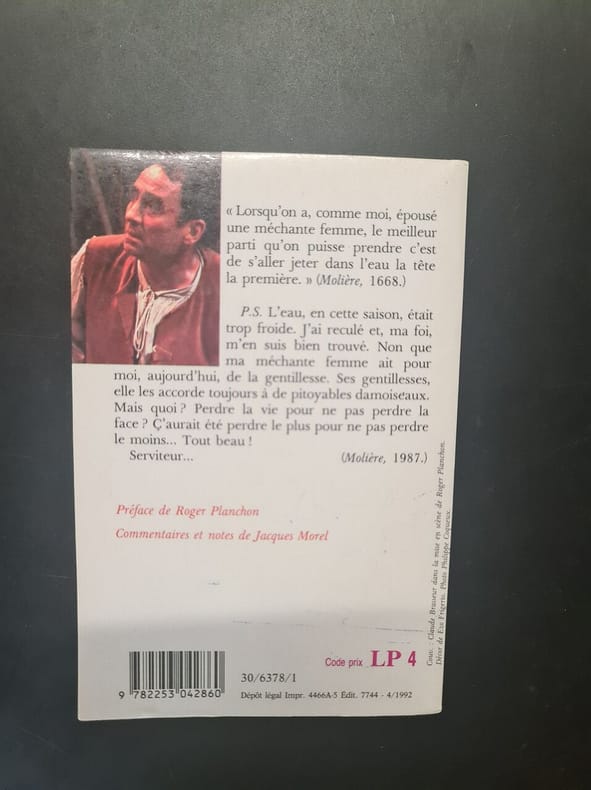 « Lorsqu'on a, comme moi, épousé
une méchante femme, le meilleur
parti qu'on puisse prendre c'est
de s'aller jeter dans l'eau la tête
la première. » (Molière, 1668.)
P.S. L'eau, en cette saison, était
trop froide. J'ai reculé et, ma foi,
m'en suis bien trouvé. Non que
ma méchante femme ait pour
moi, aujourd'hui, de la gentillesse. Ses gentillesses,
elle les accorde toujours à de pitoyables damoiseaux.
Mais quoi ? Perdre la vie pour ne pas perdre la
face ? Ç'aurait été perdre le plus pour ne pas perdre
le moins... Tout beau !
Serviteur... (Molière, 1987.)
Préface de Roger Planchon
Commentaires et notes de Jacques Morel
Couv. : Claude Brasseur dans la mise en scène de Roger Planchon.
Décor de Ezio Frigerio. Photo Philippe Coqueux.
Code prix LP 4
9 782253 042860
30/6378/1
Dépôt légal Impr. 4466A-5 Édit. 7744 - 4/1992